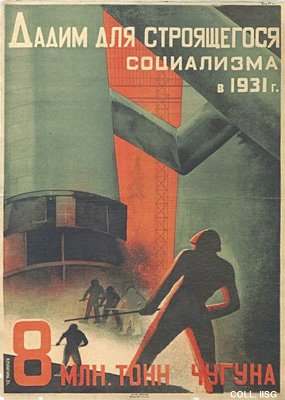 Дадим для строящегося
социализма
в 1931 г.
8 млн. тонн чугуна
COLL. IISG